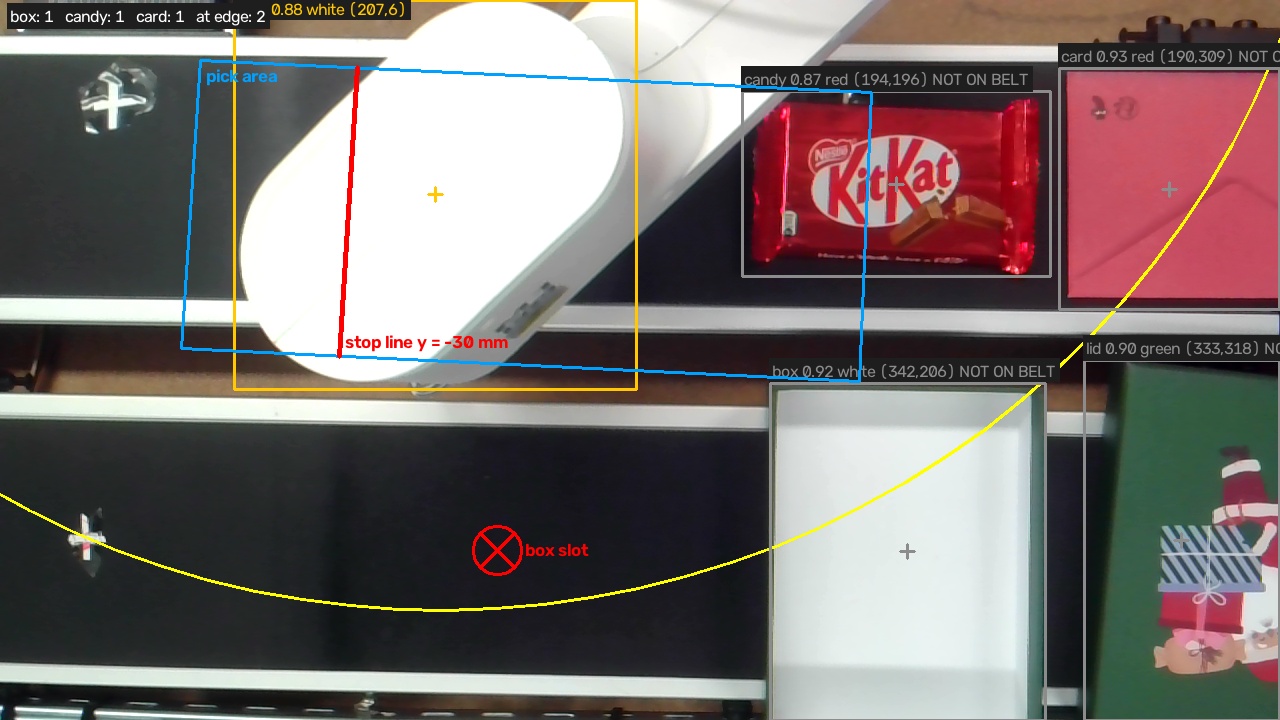 box: 1 candy: 1 card: 1 at edge: 2
0.88 white (207,6)
pick area
card 0.93 red (190,309) NOT O
candy 0.87 red (194,196) NOT ON BELT
Nestlé
KitKat
stop line y = -30 mm
lid 0.90 green (333,318) NO
box 0.92 white (342,206) NOT ON BELT
box slot